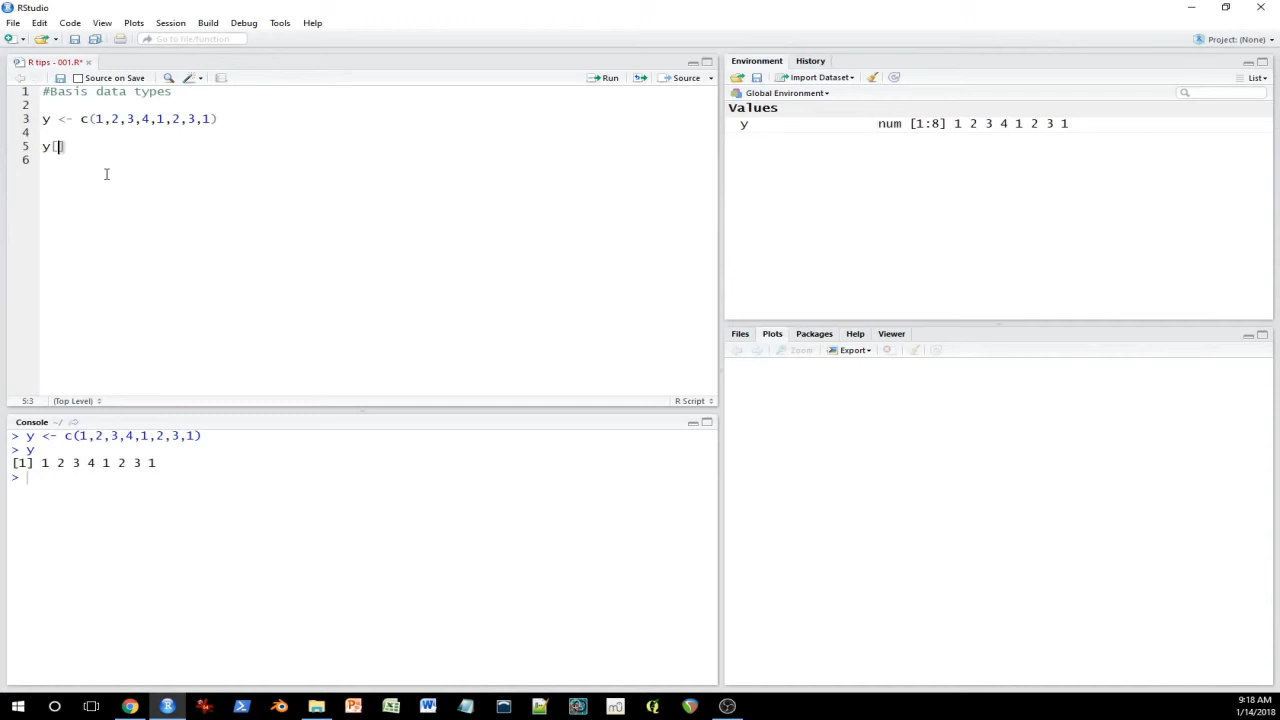 RStudio
File Edit Code View Plots Session Build Debug Tools Help
Go to file/function
Project: (None)
R tips - 001.R*
Source on Save
Run
Source
1 #Basis data types
2
3 y <- c(1,2,3,4,1,2,3,1)
4
5 y[]
6
5:3 (Top Level) R Script
Console ~/
> y <- c(1,2,3,4,1,2,3,1)
> y
[1] 1 2 3 4 1 2 3 1
>
Environment History
Import Dataset List
Global Environment
Values
y num [1:8] 1 2 3 4 1 2 3 1
Files Plots Packages Help Viewer
Zoom Export
9:18 AM
1/14/2018